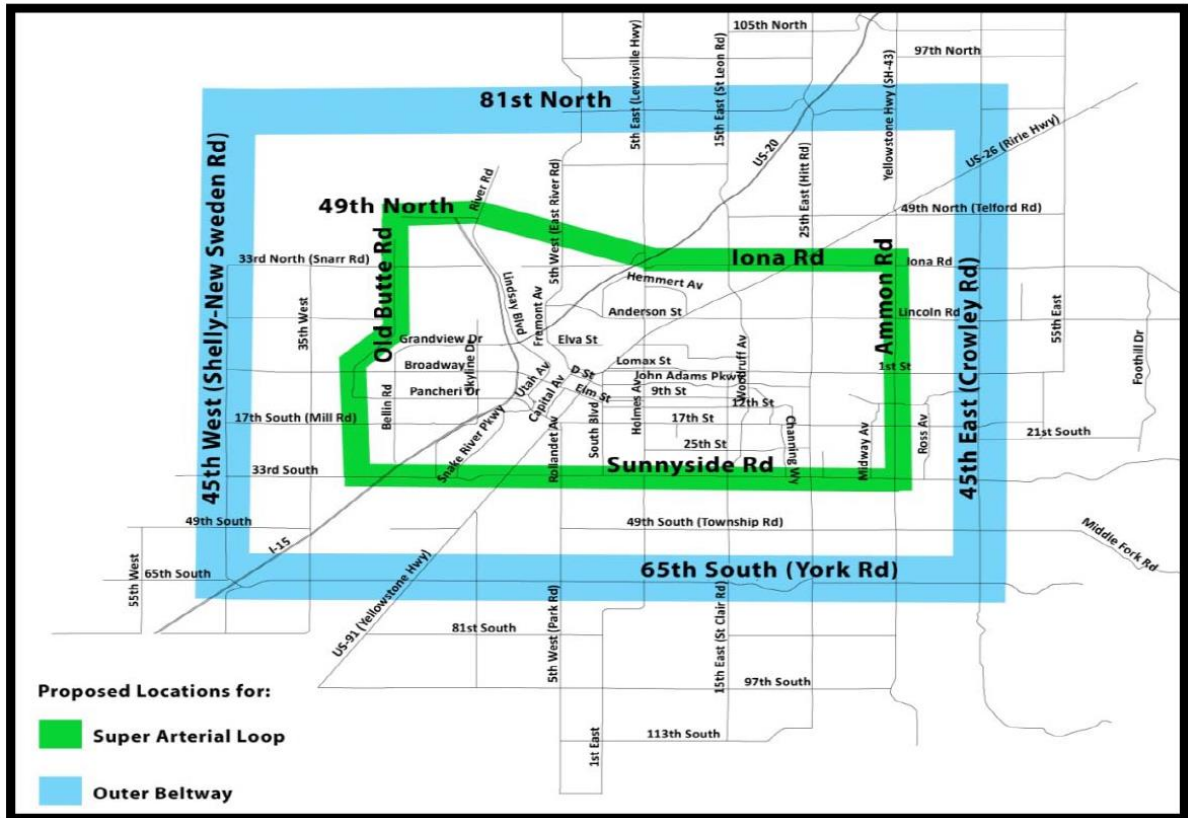 105th North
97th North
5th East (Lewisville Hwy)
15th East (St Leon Rd)
Yellowstone Hwy (SH-43)
81st North
US-20
US-26 (Ririe Hwy)
45th West (Shelly-New Sweden Rd)
River Rd
5th West (East River Rd)
25th East (Hitt Rd)
49th North
49th North (Telford Rd)
Old Butte Rd
33rd North (Snarr Rd)
Iona Rd
Iona Rd
Hemmert Av
Lindsay Blvd
Fremont Av
Anderson St
Ammon Rd
Lincoln Rd
45th East (Crowley Rd)
55th East
35th West
Foothill Dr
Grandview Dr
Elva St
Broadway
Skyline Dr
Lomax St
Woodruff Av
1st St
D St
John Adams Pkwy
Utah Av
Pancheri Dr
Bellin Rd
Capital Av
Elm St
9th St
Holmes Av
12th St
17th South (Mill Rd)
17th St
South Blvd
Rollandet Av
Channing Wy
Midway Av
Ross Av
21st South
25th St
Snake River Pkwy
33rd South
Sunnyside Rd
49th South
49th South (Township Rd)
Middle Fork Rd
I-15
55th West
65th South
65th South (York Rd)
US-91 (Yellowstone Hwy)
81st South
5th West (Park Rd)
15th East (St Clair Rd)
97th South
1st East
113th South
Proposed Locations for:
Super Arterial Loop
Outer Beltway